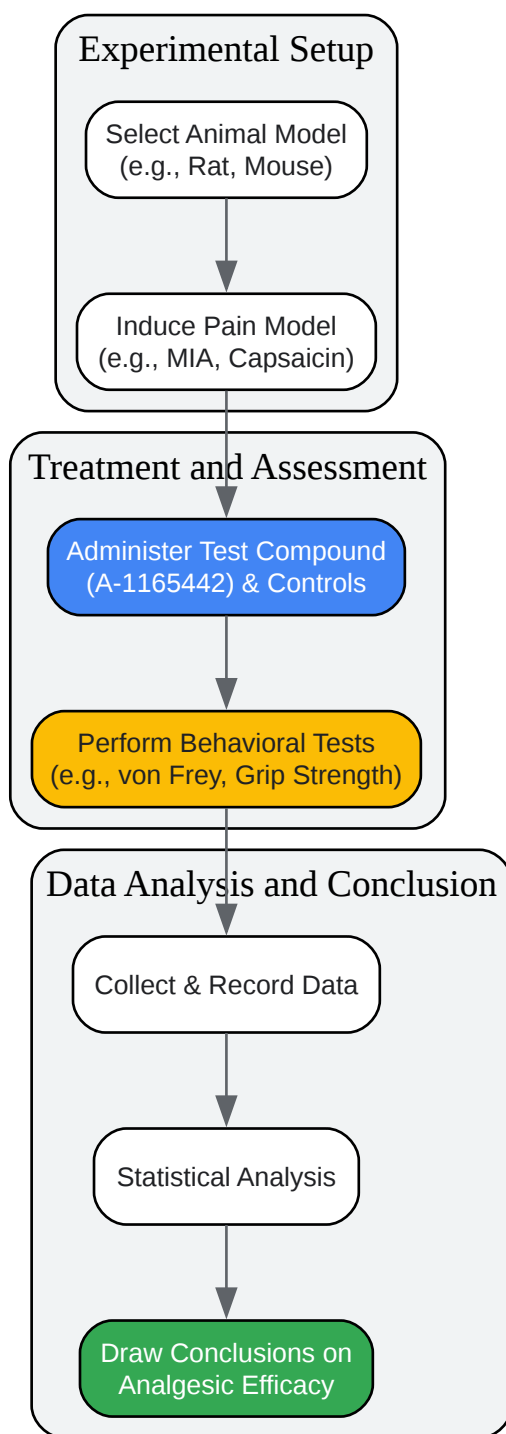 Experimental Setup
Select Animal Model
(e.g., Rat, Mouse)
Induce Pain Model
(e.g., MIA, Capsaicin)
Treatment and Assessment
Administer Test Compound
(A-1165442) & Controls
Perform Behavioral Tests
(e.g., von Frey, Grip Strength)
Data Analysis and Conclusion
Collect & Record Data
Statistical Analysis
Draw Conclusions on
Analgesic Efficacy